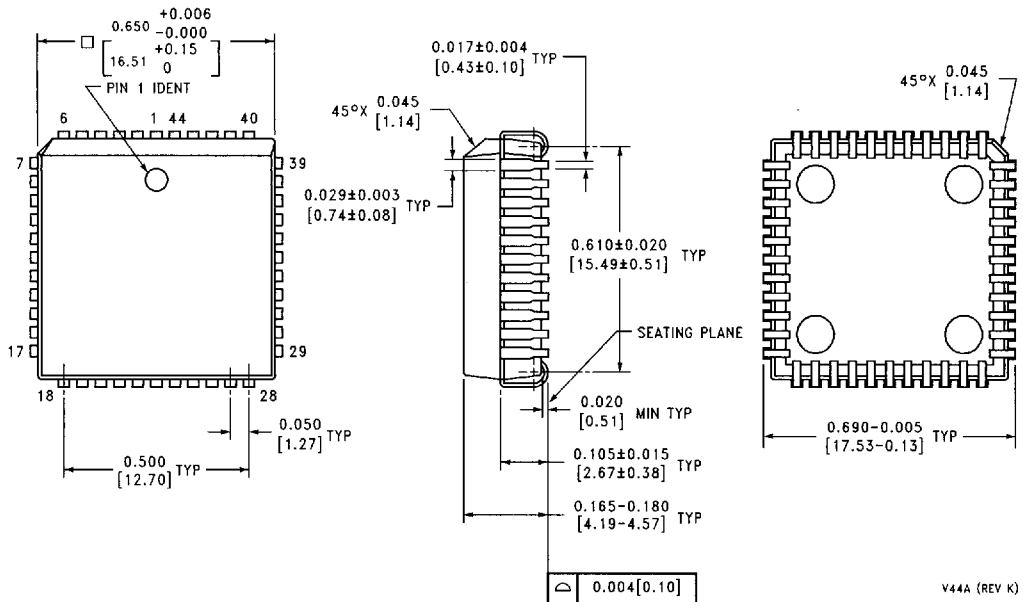 0.650 +0.006 -0.000
[16.51 +0.15 0]
PIN 1 IDENT
6 1 44 40
7 39
17 29
18 28
0.050
[1.27] TYP
0.500
[12.70] TYP
0.017±0.004
[0.43±0.10] TYP
45°X 0.045
[1.14]
0.029±0.003
[0.74±0.08] TYP
0.610±0.020
[15.49±0.51] TYP
SEATING PLANE
0.020
[0.51] MIN TYP
0.105±0.015
[2.67±0.38] TYP
0.165-0.180
[4.19-4.57] TYP
0.004[0.10]
45°X 0.045
[1.14]
0.690-0.005
[17.53-0.13] TYP
V44A (REV K)